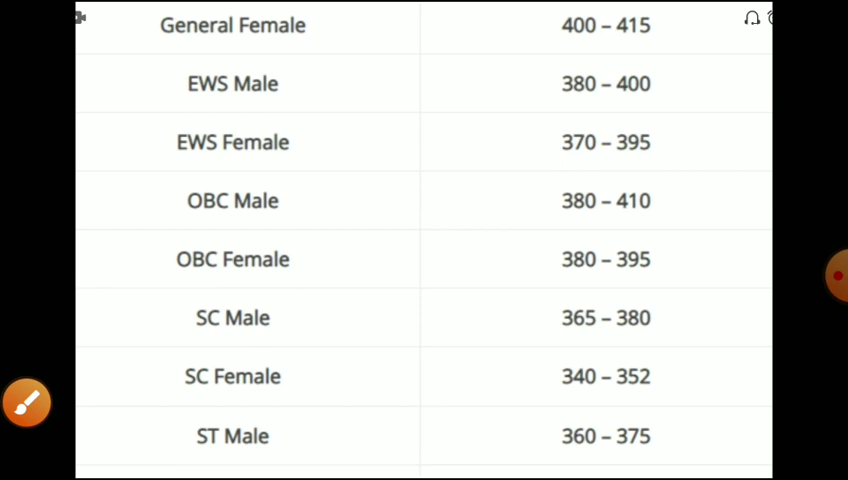 General Female 400 – 415
EWS Male 380 – 400
EWS Female 370 – 395
OBC Male 380 – 410
OBC Female 380 – 395
SC Male 365 – 380
SC Female 340 – 352
ST Male 360 – 375